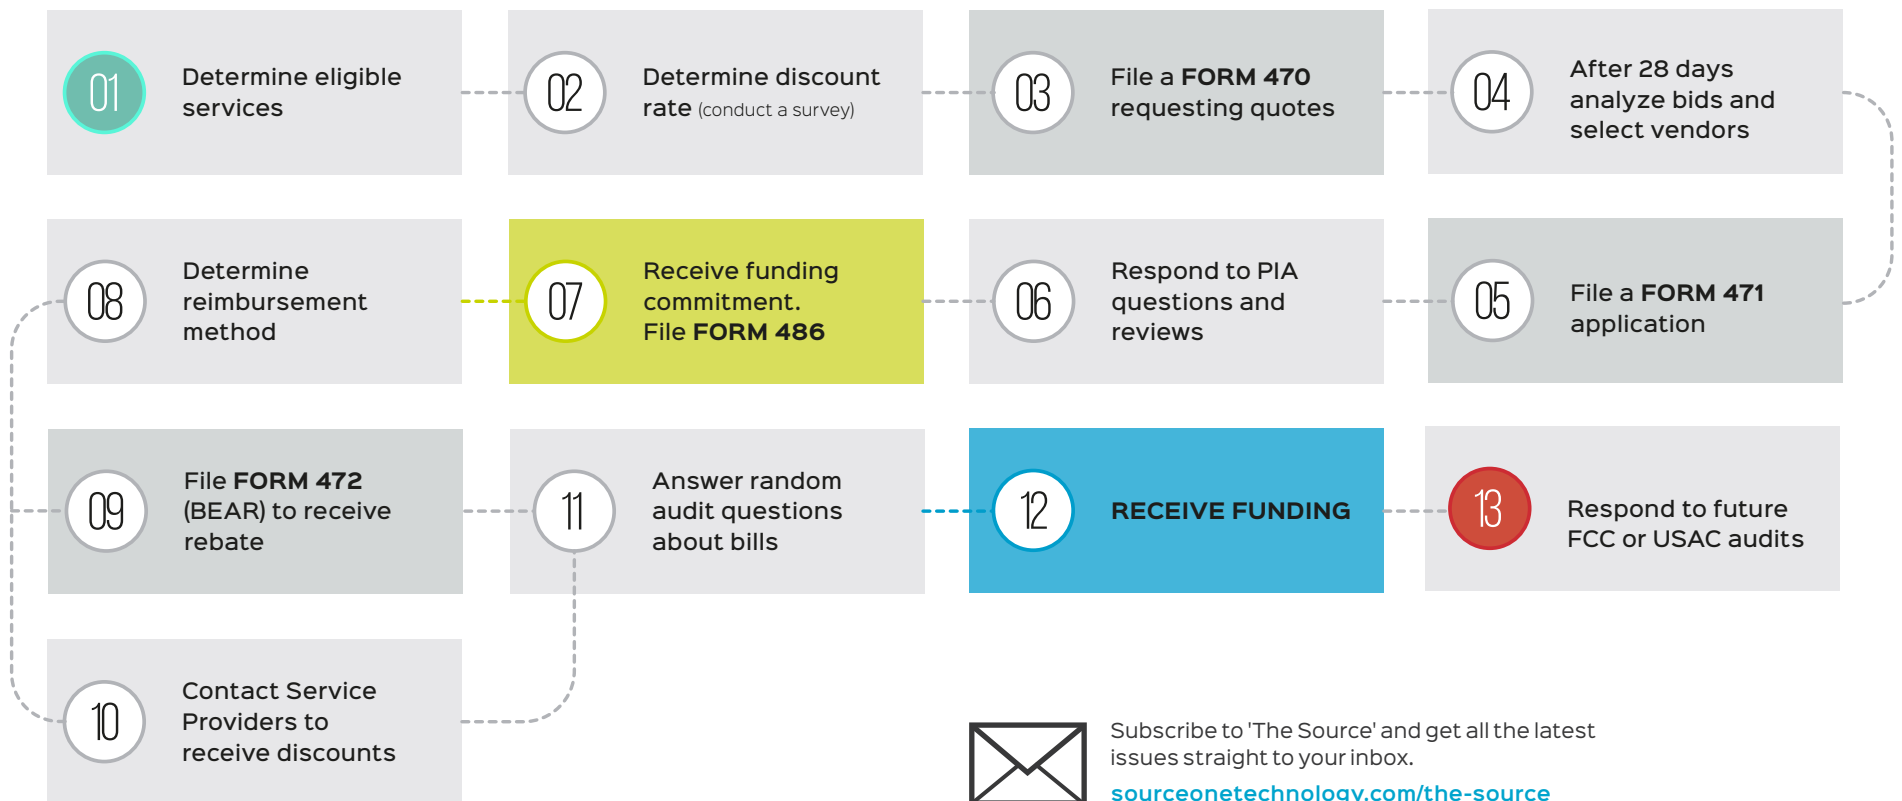 01
Determine eligible
services
02
Determine discount
rate (conduct a survey)
03
File a FORM 470
requesting quotes
04
After 28 days
analyze bids and
select vendors
08
Determine
reimbursement
method
07
Receive funding
commitment.
File FORM 486
06
Respond to PIA
questions and
reviews
05
File a FORM 471
application
09
File FORM 472
(BEAR) to receive
rebate
11
Answer random
audit questions
about bills
12
RECEIVE FUNDING
13
Respond to future
FCC or USAC audits
10
Contact Service
Providers to
receive discounts
Subscribe to 'The Source' and get all the latest
issues straight to your inbox.
sourceonetechnology.com/the-source